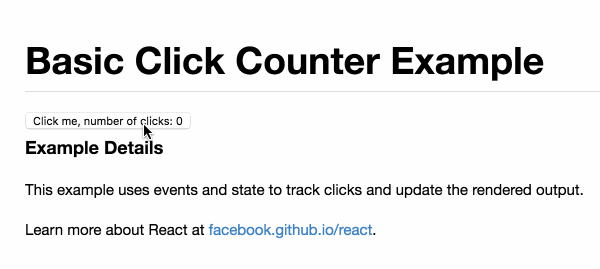 Basic Click Counter Example
Click me, number of clicks: 0
Example Details
This example uses events and state to track clicks and update the rendered output.
Learn more about React at facebook.github.io/react.